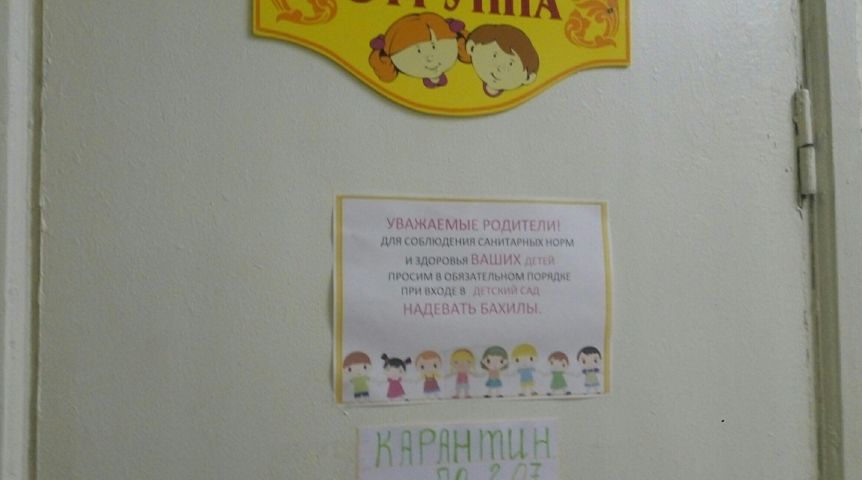 ГРУППА
УВАЖАЕМЫЕ РОДИТЕЛИ!
ДЛЯ СОБЛЮДЕНИЯ САНИТАРНЫХ НОРМ
И ЗДОРОВЬЯ ВАШИХ ДЕТЕЙ
ПРОСИМ В ОБЯЗАТЕЛЬНОМ ПОРЯДКЕ
ПРИ ВХОДЕ В ДЕТСКИЙ САД
НАДЕВАТЬ БАХИЛЫ.
КАРАНТИН